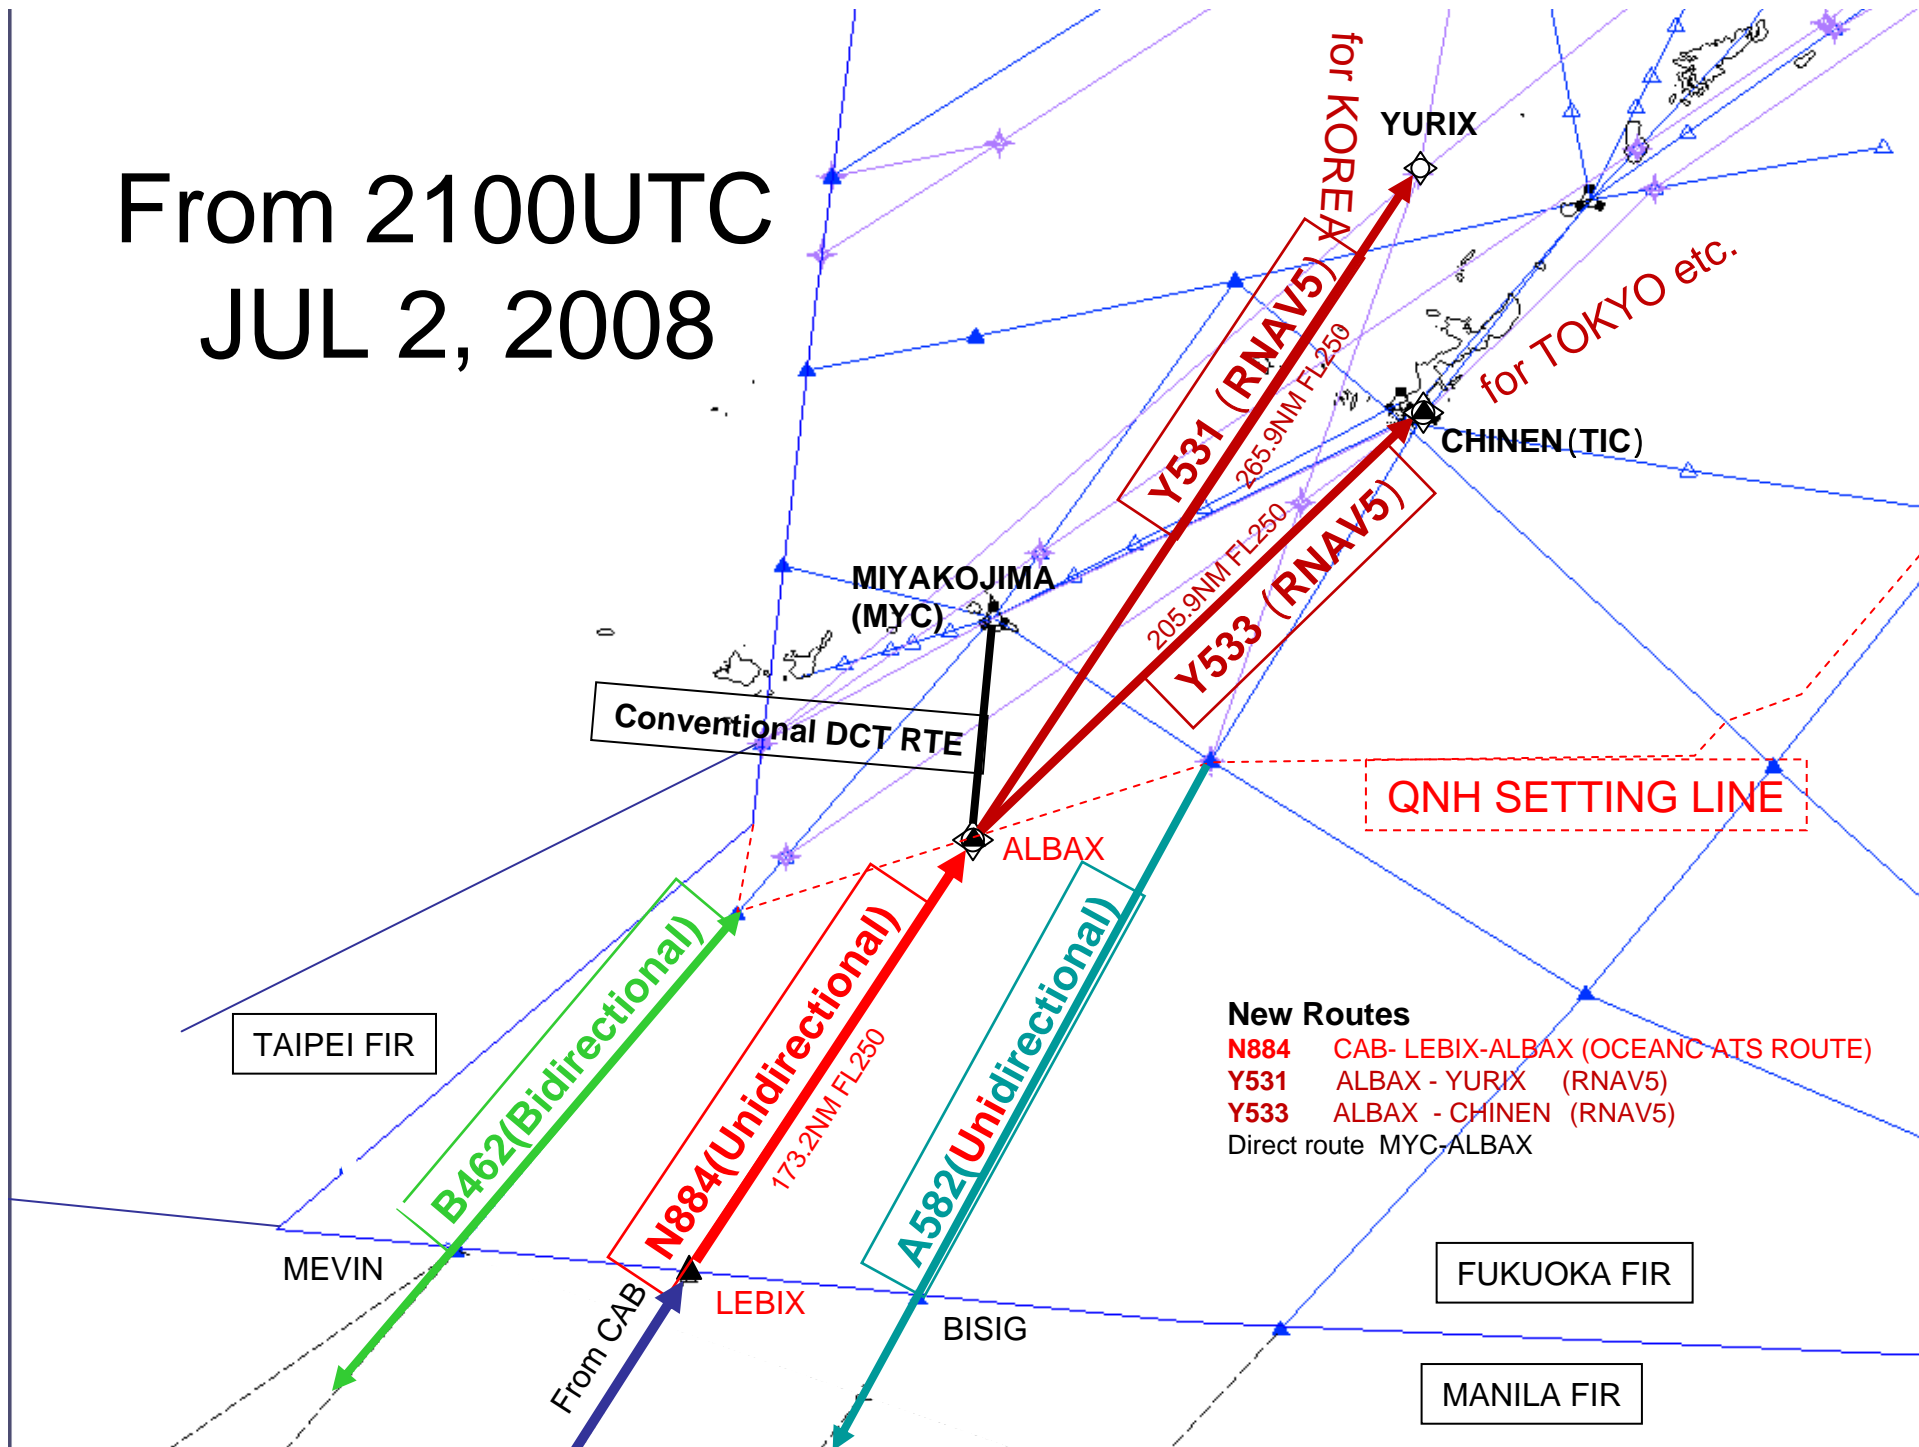 From 2100UTC
JUL 2, 2008
for KOREA
YURIX
for TOKYO etc.
CHINEN(TIC)
Y531 (RNAV5)
265.9NM FL250
205.9NM FL250
Y533 (RNAV5)
MIYAKOJIMA
(MYC)
Conventional DCT RTE
QNH SETTING LINE
ALBAX
B462(Bidirectional)
N884(Unidirectional)
173.2NM FL250
A582(Unidirectional)
TAIPEI FIR
New Routes
N884 CAB- LEBIX-ALBAX (OCEANC ATS ROUTE)
Y531 ALBAX - YURIX (RNAV5)
Y533 ALBAX - CHINEN (RNAV5)
Direct route MYC-ALBAX
MEVIN
From CAB
LEBIX
BISIG
FUKUOKA FIR
MANILA FIR